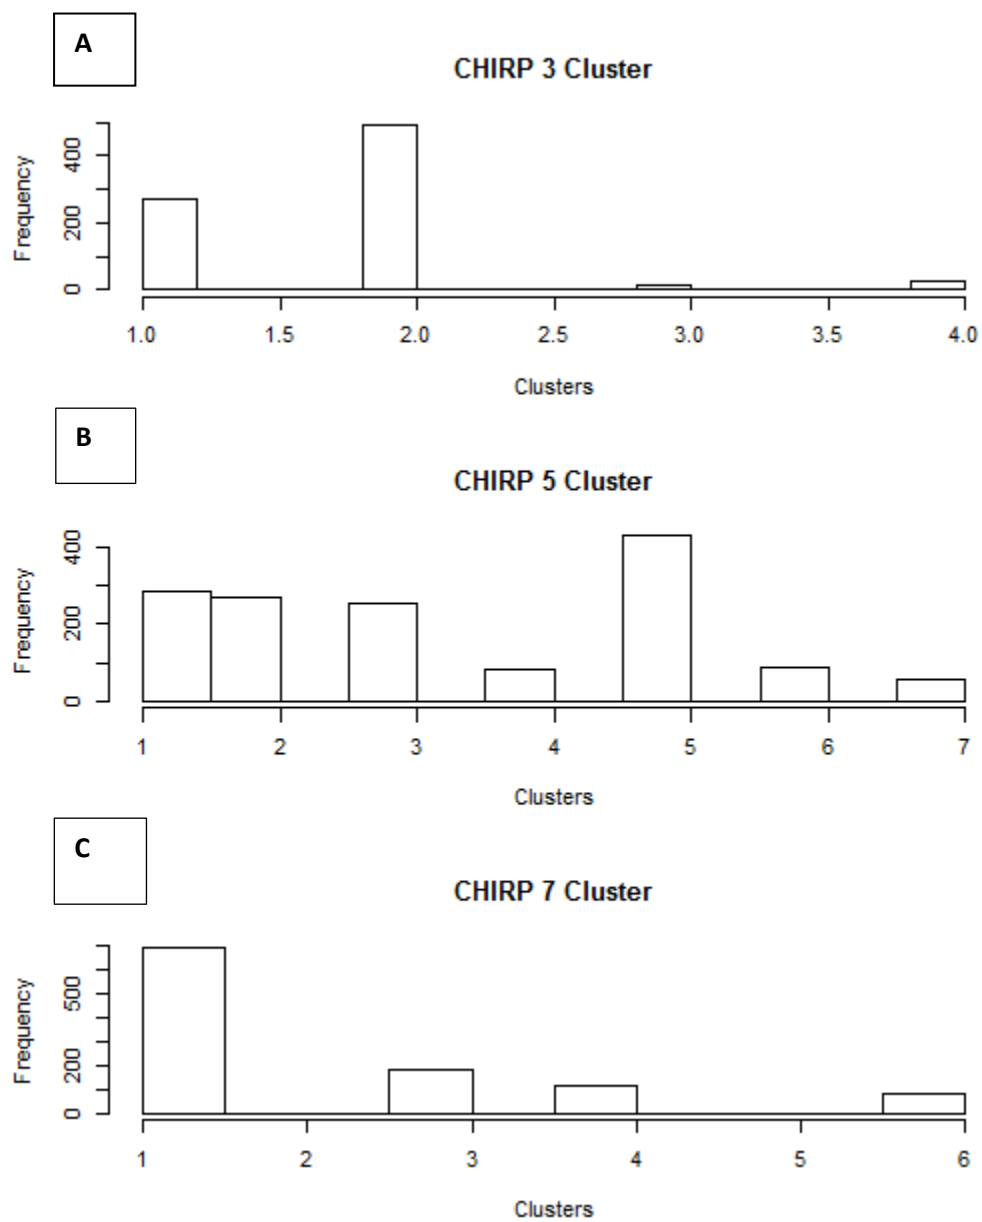 A
CHIRP 3 Cluster
Frequency
0 200 400
1.0 1.5 2.0 2.5 3.0 3.5 4.0
Clusters
B
CHIRP 5 Cluster
Frequency
0 200 400
1 2 3 4 5 6 7
Clusters
C
CHIRP 7 Cluster
Frequency
0 200 500
1 2 3 4 5 6
Clusters